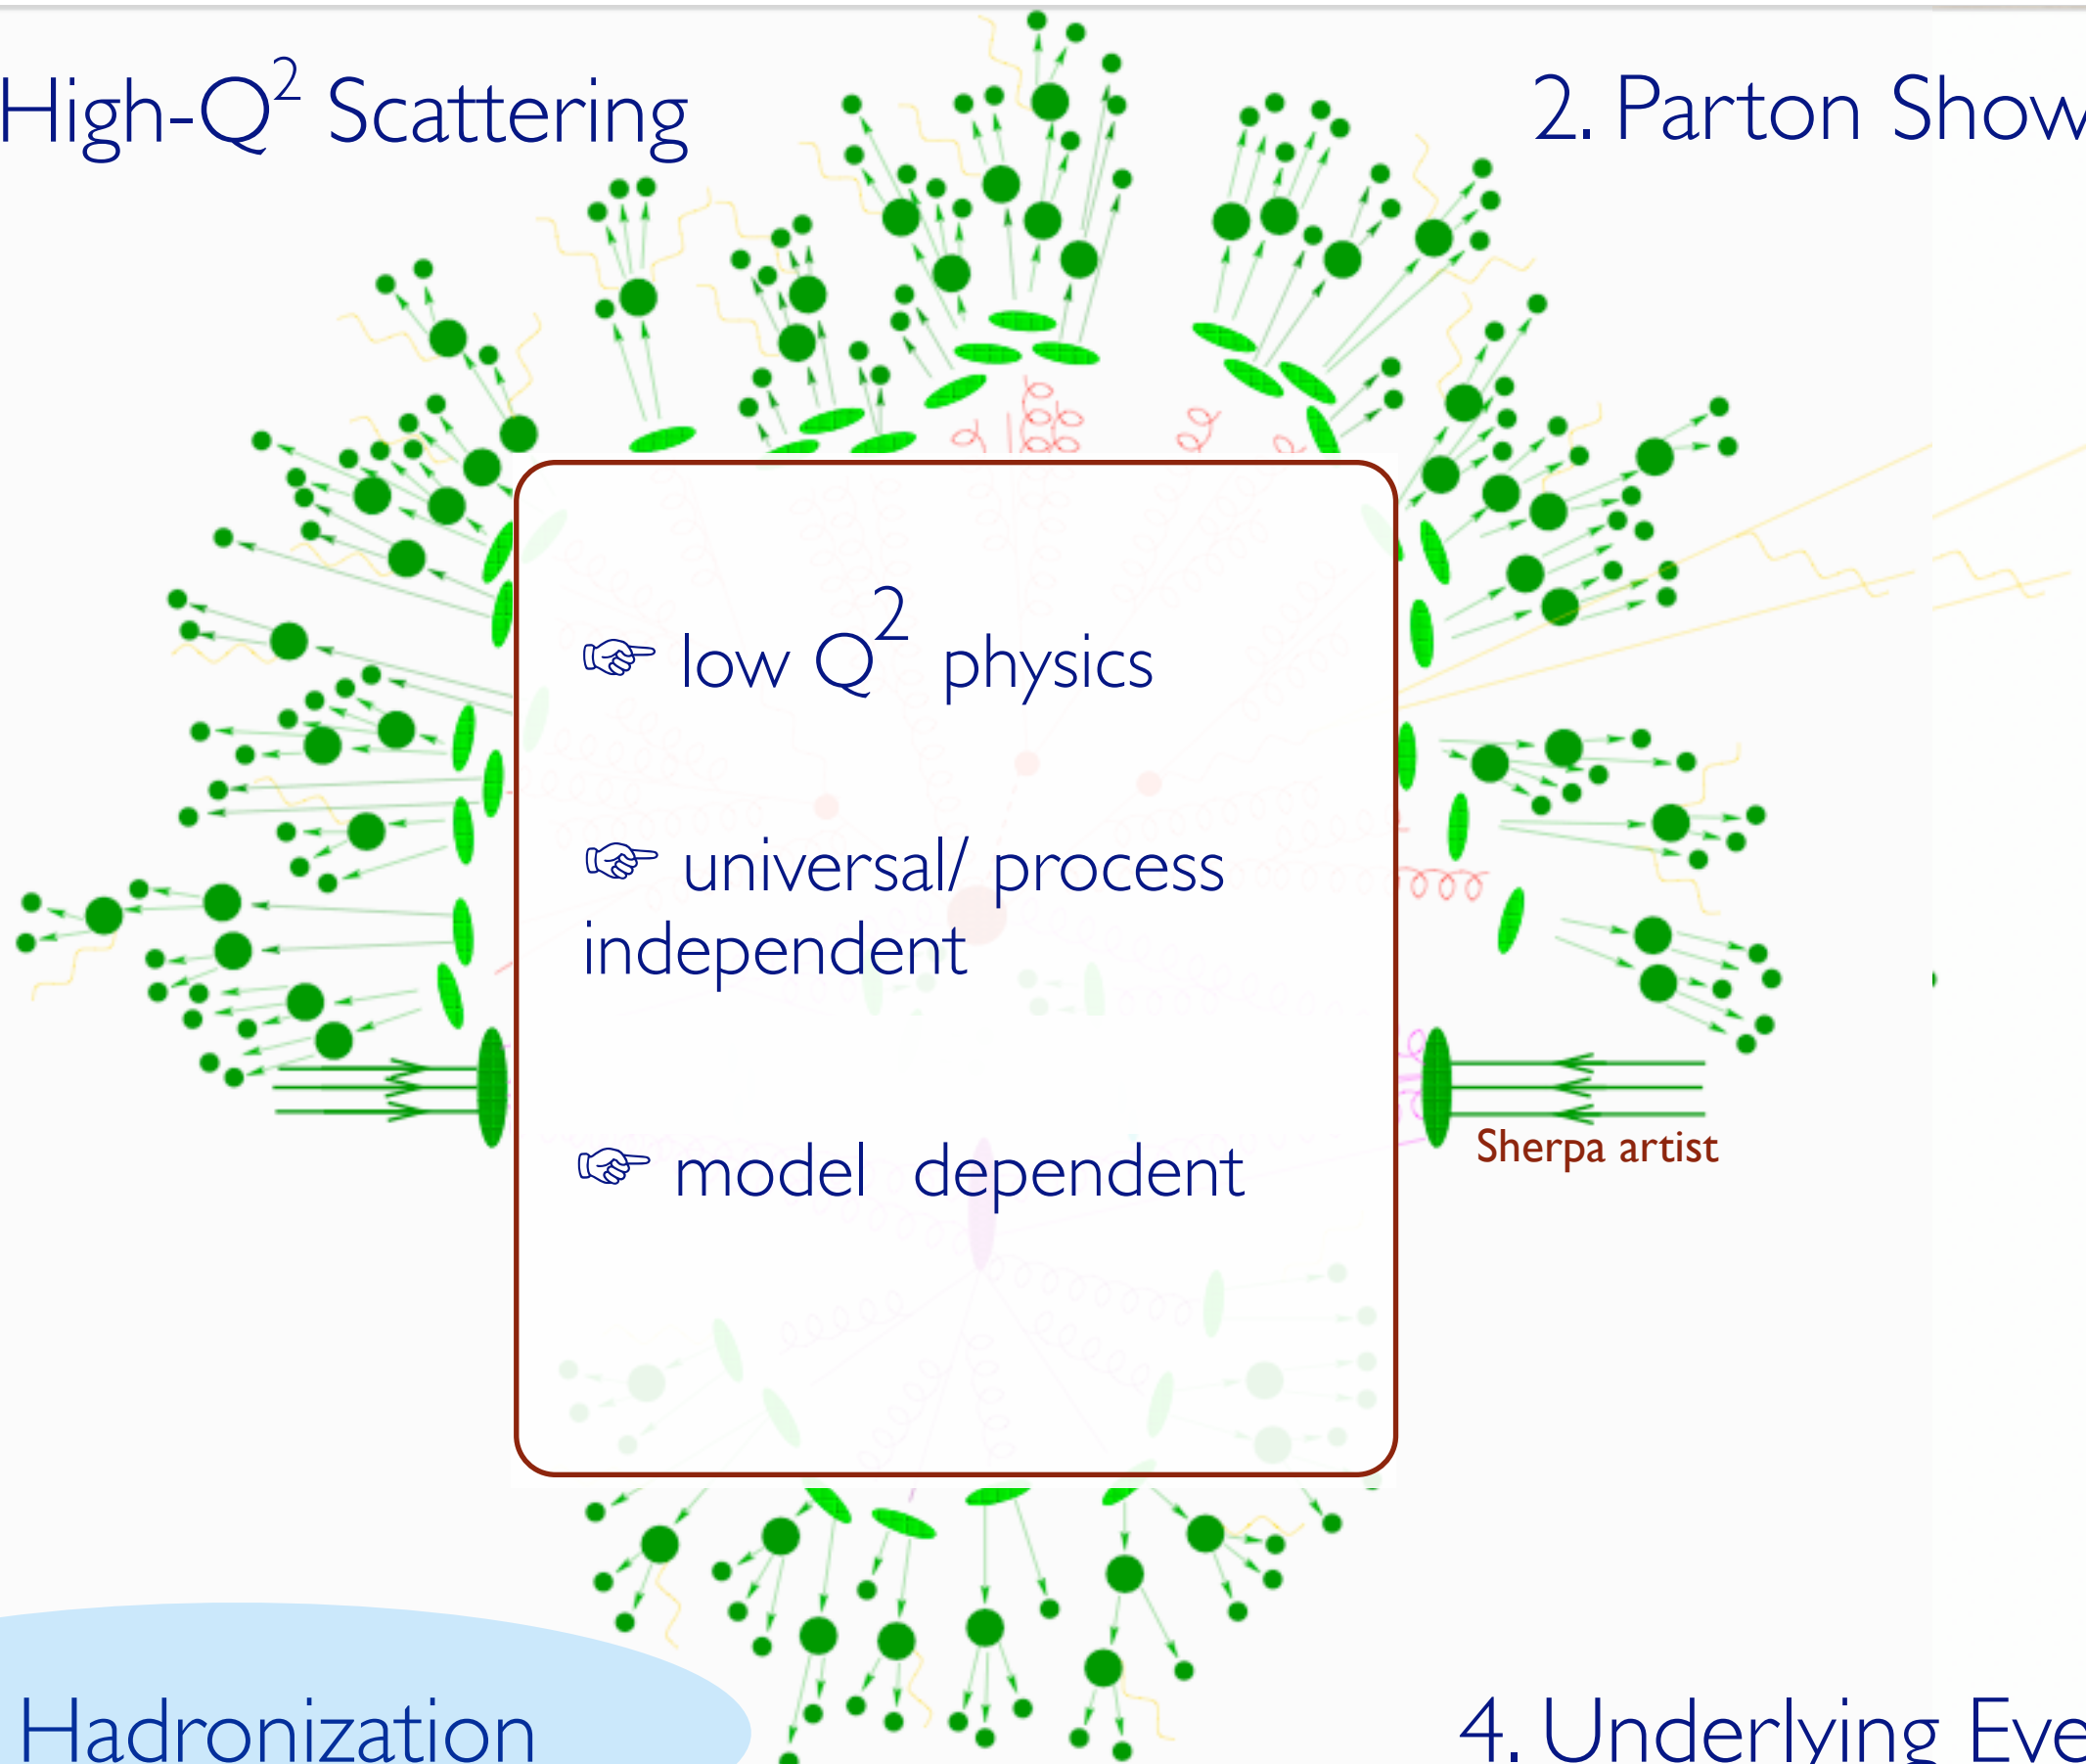 High-Q² Scattering
2. Parton Show
☞ low Q² physics
☞ universal/ process
independent
☞ model dependent
Sherpa artist
Hadronization
4. Underlying Eve